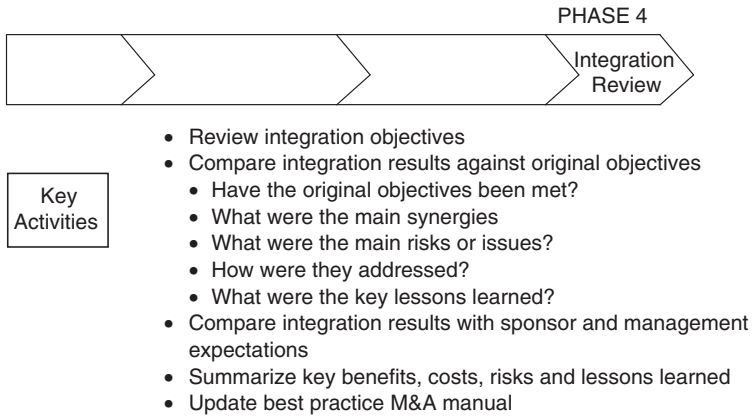 PHASE 4
Integration
Review
Key
Activities
• Review integration objectives
• Compare integration results against original objectives
• Have the original objectives been met?
• What were the main synergies
• What were the main risks or issues?
• How were they addressed?
• What were the key lessons learned?
• Compare integration results with sponsor and management
expectations
• Summarize key benefits, costs, risks and lessons learned
• Update best practice M&A manual